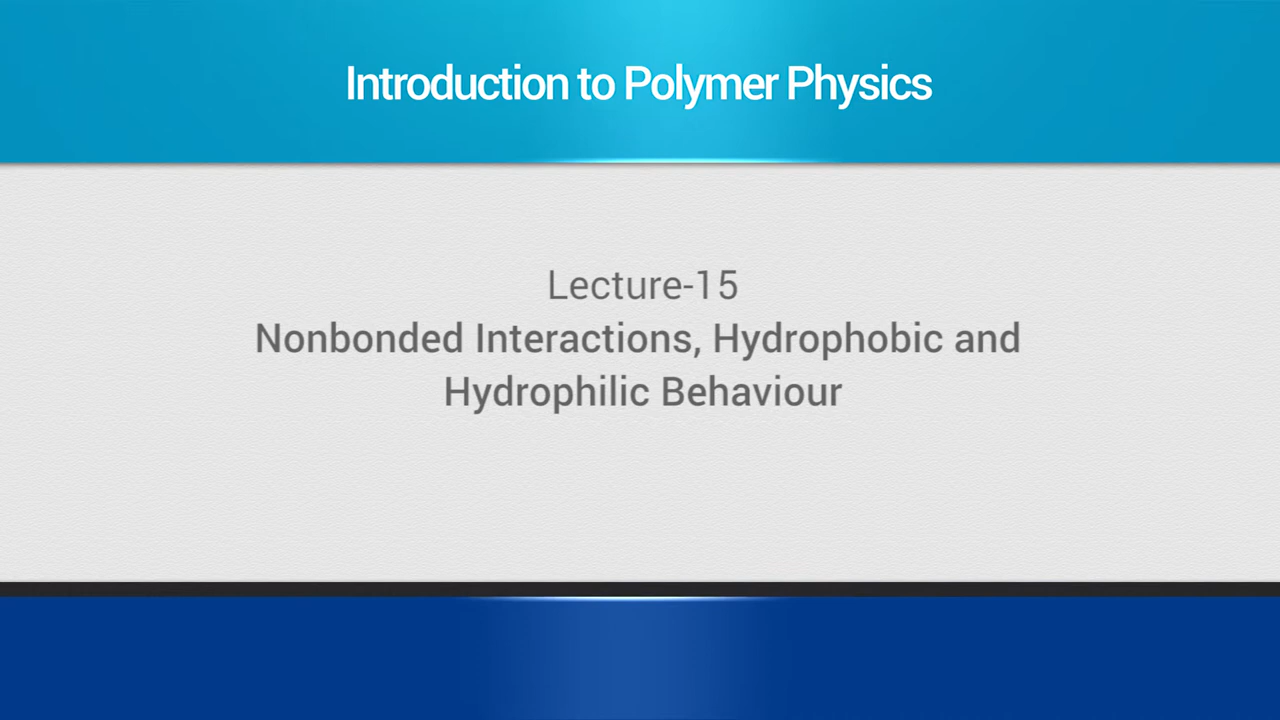 Introduction to Polymer Physics
Lecture-15
Nonbonded Interactions, Hydrophobic and
Hydrophilic Behaviour